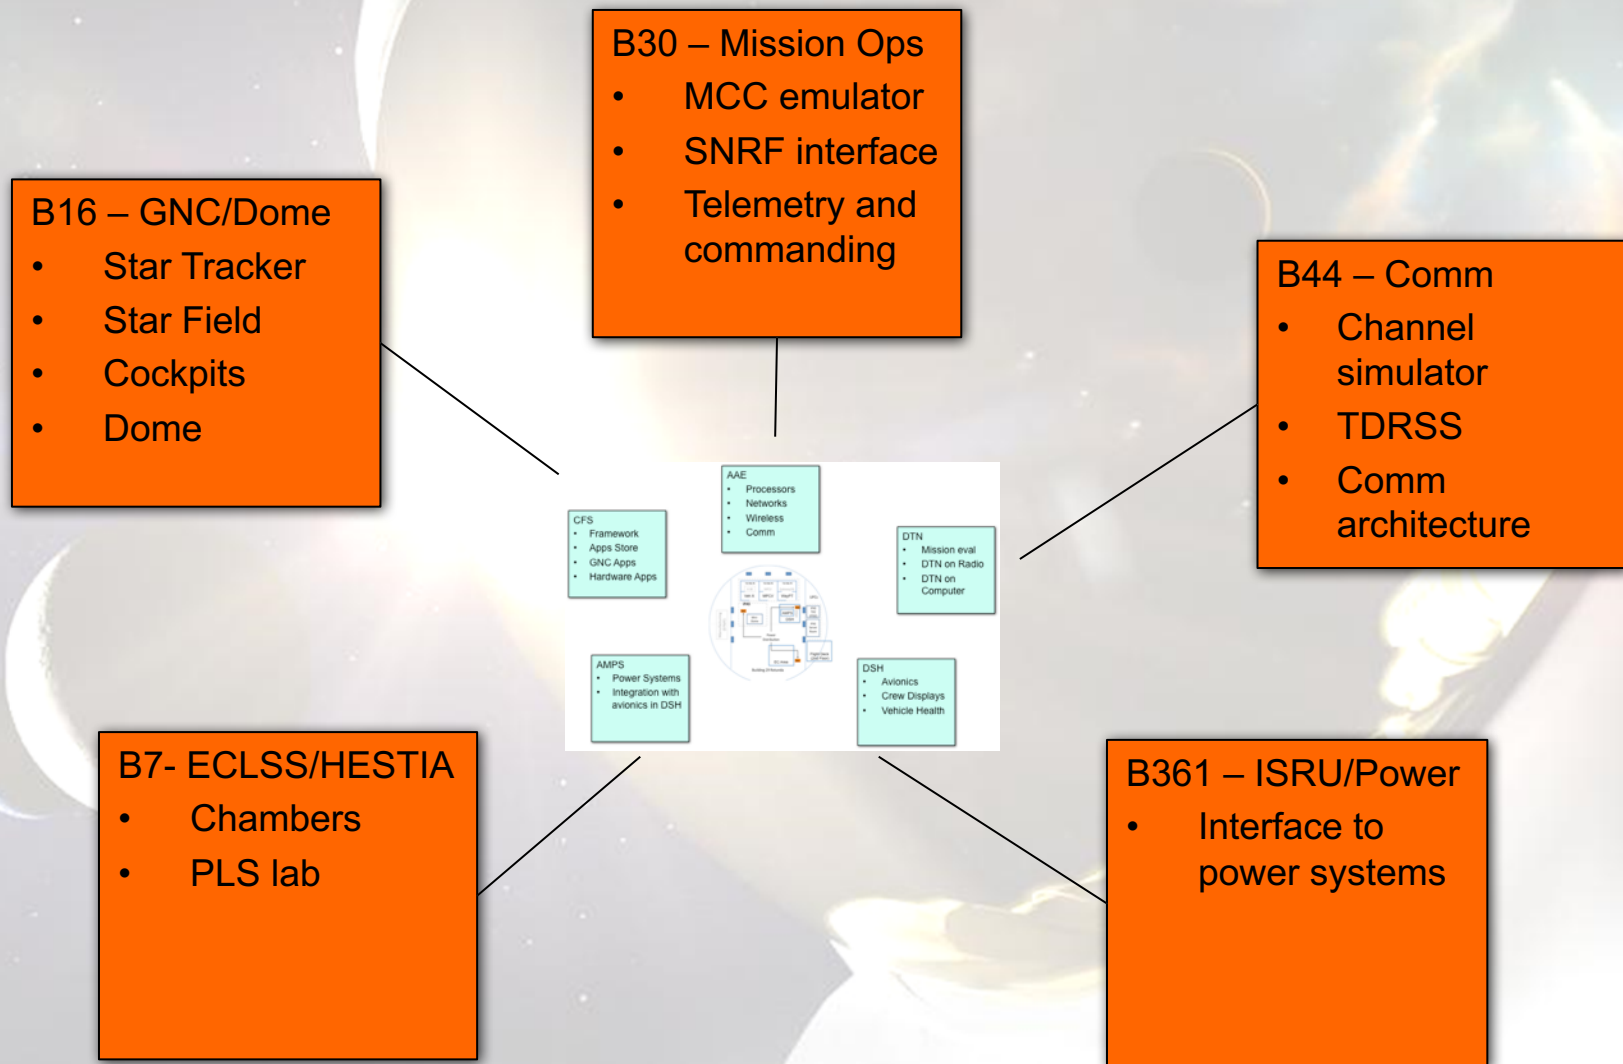 B30 – Mission Ops
• MCC emulator
• SNRF interface
• Telemetry and
commanding
B16 – GNC/Dome
• Star Tracker
• Star Field
• Cockpits
• Dome
B44 – Comm
• Channel
simulator
• TDRSS
• Comm
architecture
AAE
• Processors
• Networks
• Wireless
• Comm
CFS
• Framework
• Apps Store
• GNC Apps
• Hardware Apps
DTN
• Mission eval
• DTN on Radio
• DTN on
Computer
AMPS
• Power Systems
• Integration with
avionics in DSH
DSH
• Avionics
• Crew Displays
• Vehicle Health
B7- ECLSS/HESTIA
• Chambers
• PLS lab
B361 – ISRU/Power
• Interface to
power systems